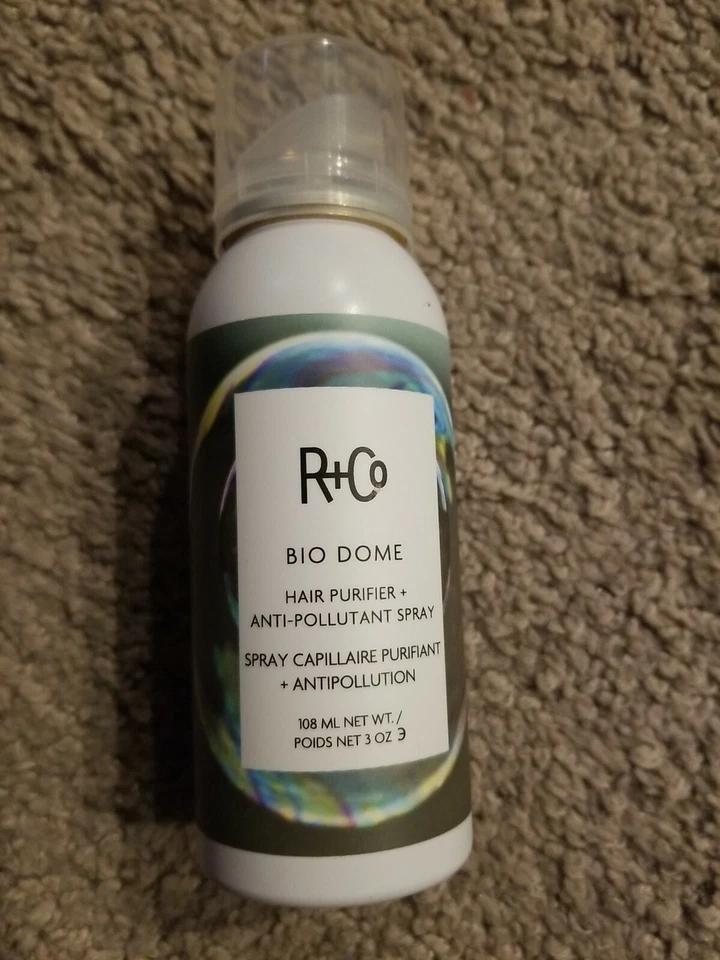 R+Co
BIO DOME
HAIR PURIFIER +
ANTI-POLLUTANT SPRAY
SPRAY CAPILLAIRE PURIFIANT
+ ANTIPOLLUTION
108 ML NET WT. /
POIDS NET 3 OZ ℈